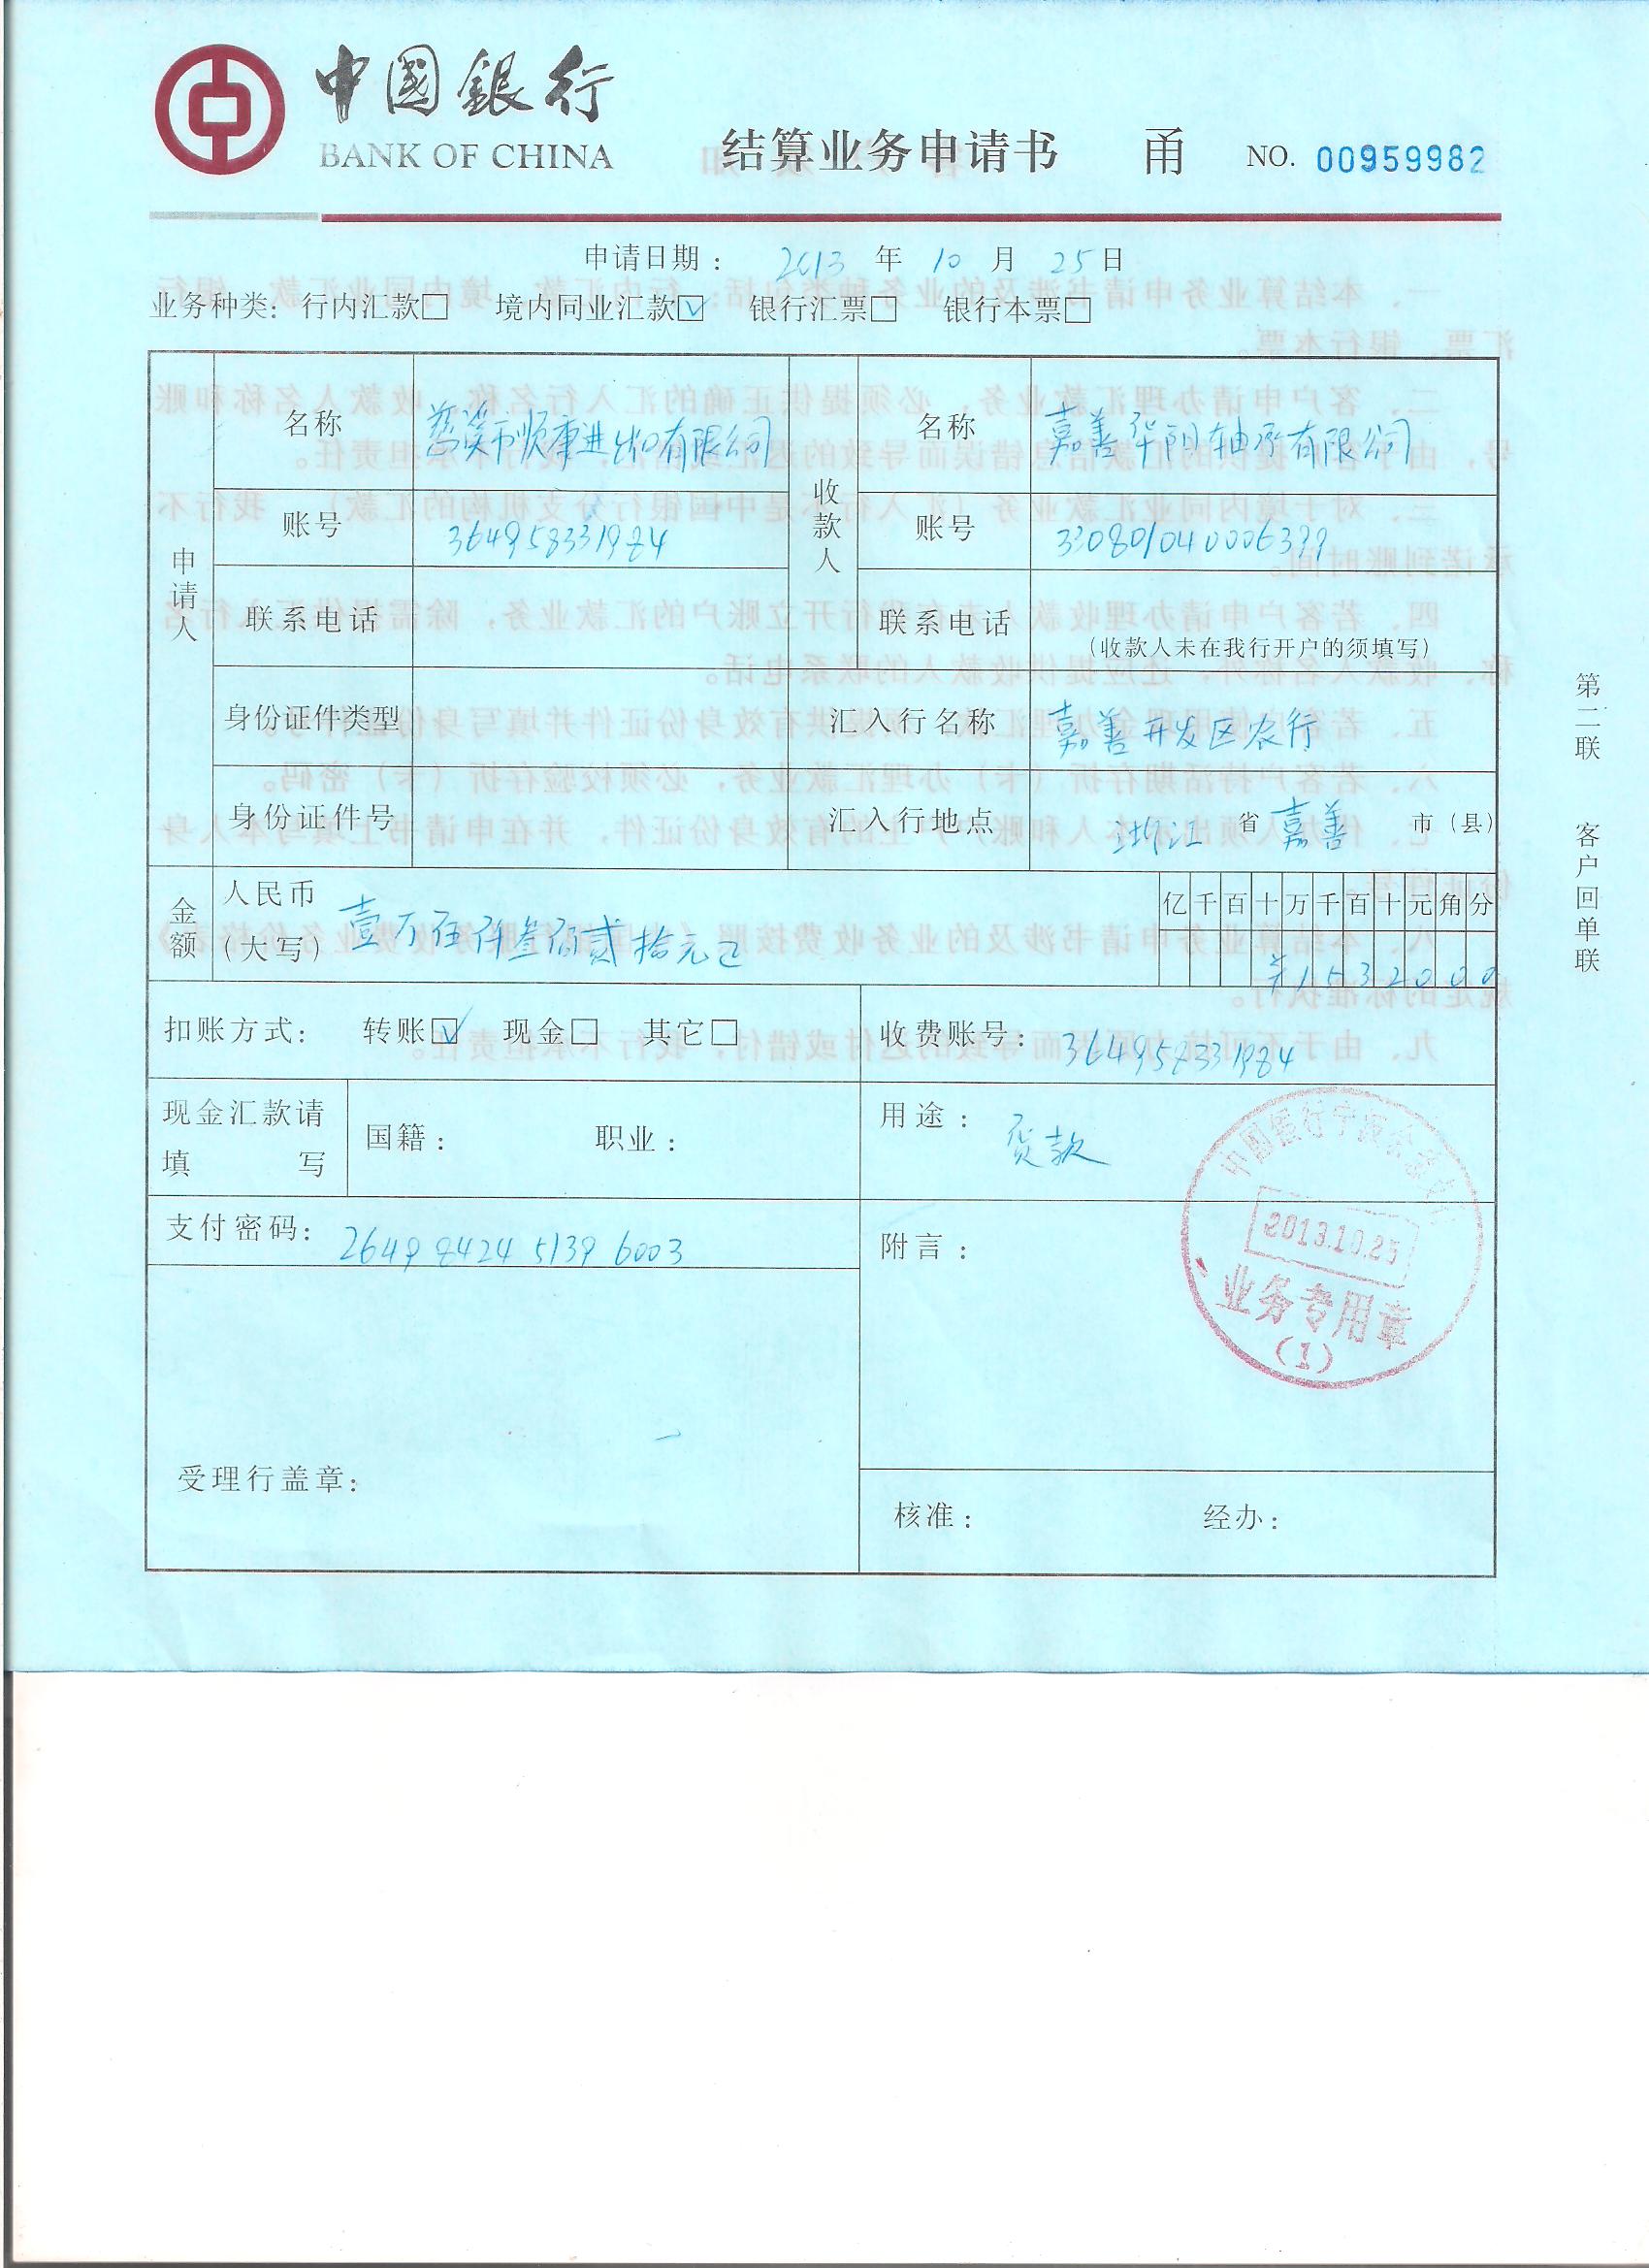 中國銀行
BANK OF CHINA
结算业务申请书 甬 NO. 00959982
申请日期： 2013 年 10 月 25 日
业务种类: 行内汇款□ 境内同业汇款☑ 银行汇票□ 银行本票□
申请人
名称 慈溪市顺康进出口有限公司
账号 364958331984
联系电话
身份证件类型
身份证件号
收款人
名称 嘉善华阳轴承有限公司
账号
联系电话 (收款人未在我行开户的须填写)
汇入行名称 嘉善开发区农行
汇入行地点 浙江 省 嘉善 市（县）
金额 人民币（大写） 壹万伍仟叁佰贰拾元正
亿 千 百 十 万 千 百 十 元 角 分
¥ 1 5 3 2 0 0 0
扣账方式: 转账☑ 现金□ 其它□
收费账号: 364958331984
现金汇款请填写 国籍: 职业:
用途: 货款
支付密码: 2649 8424 5139 6003
附言:
受理行盖章:
核准: 经办:
第二联 客户回单联
中国银行宁波
2013.10.25
业务专用章
(1)